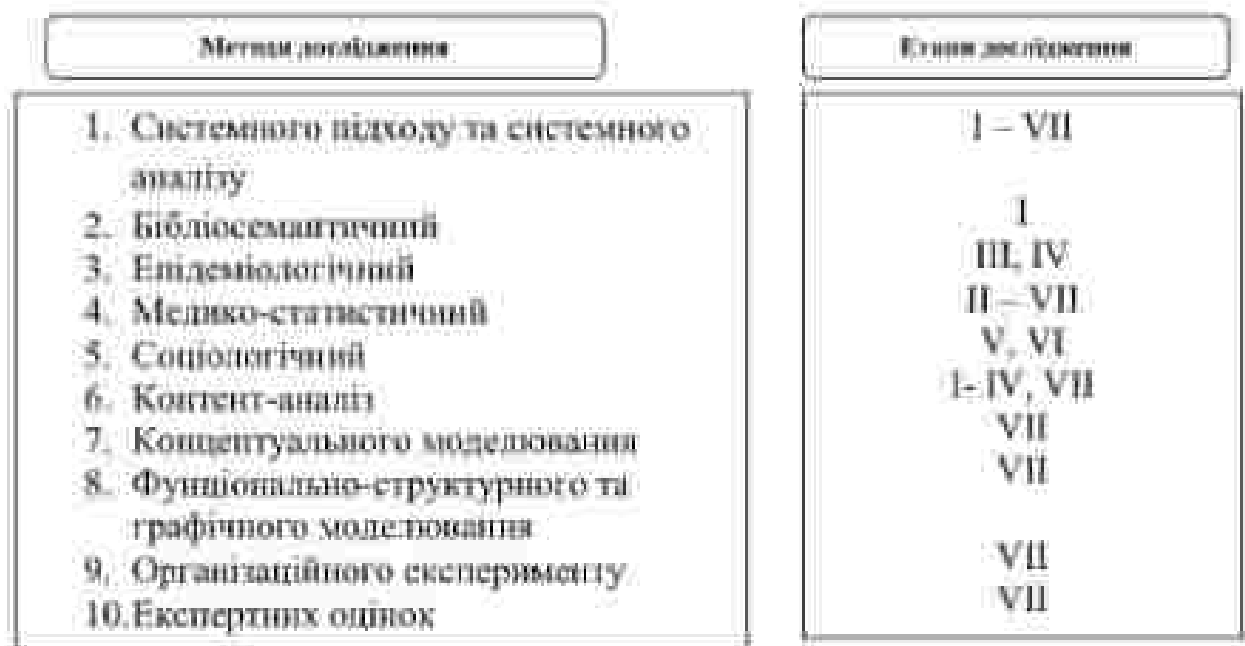 Методи дослідження
1. Системного підходу та системного
аналізу
2. Бібліосемантичний
3. Епідеміологічний
4. Медико-статистичний
5. Соціологічний
6. Контент-аналіз
7. Концептуального моделювання
8. Фунціонально-структурного та
графічного моделювання
9. Організаційного експерименту
10.Експертних оцінок
Етапи дослідження
I – VII
I
III, IV
II – VII
V, VI
I- IV, VII
VII
VII
VII
VII